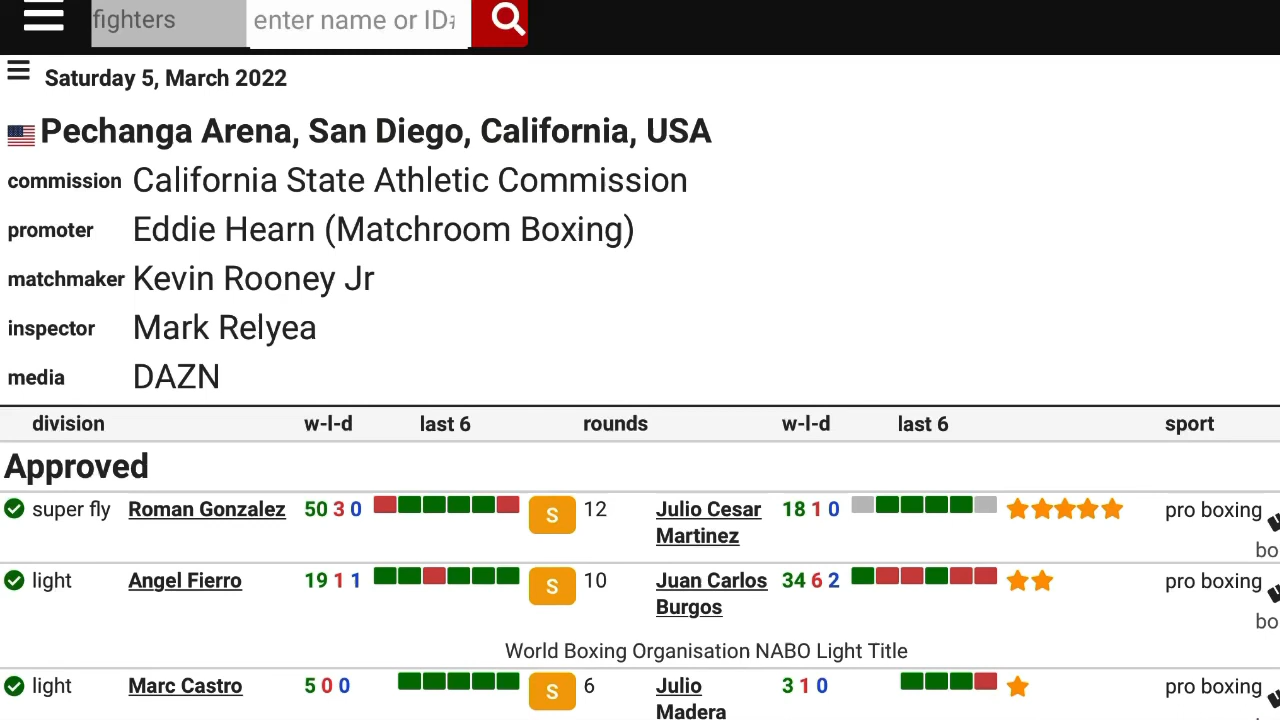 fighters enter name or ID#
Saturday 5, March 2022
Pechanga Arena, San Diego, California, USA
commission California State Athletic Commission
promoter Eddie Hearn (Matchroom Boxing)
matchmaker Kevin Rooney Jr
inspector Mark Relyea
media DAZN
division w-l-d last 6 rounds w-l-d last 6 sport
Approved
super fly Roman Gonzalez 50 3 0 S 12 Julio Cesar 18 1 0 pro boxing
Martinez bo
light Angel Fierro 19 1 1 S 10 Juan Carlos 34 6 2 pro boxing
Burgos bo
World Boxing Organisation NABO Light Title
light Marc Castro 5 0 0 S 6 Julio 3 1 0 pro boxing
Madera